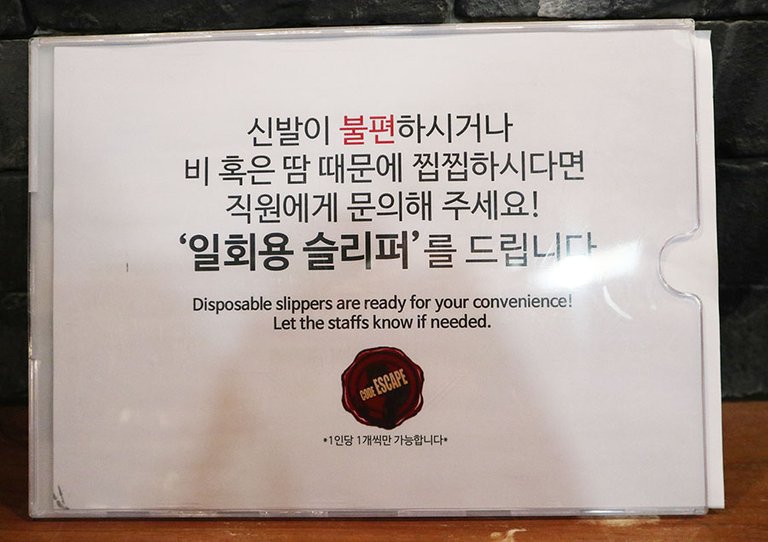 신발이 불편하시거나
비 혹은 땀 때문에 찝찝하시다면
직원에게 문의해 주세요!
‘일회용 슬리퍼’를 드립니다
Disposable slippers are ready for your convenience!
Let the staffs know if needed.
CODE ESCAPE
*1인당 1개씩만 가능합니다*